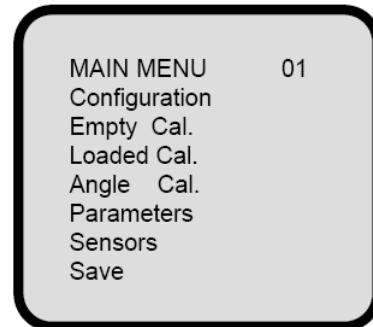 MAIN MENU 01
Configuration
Empty Cal.
Loaded Cal.
Angle Cal.
Parameters
Sensors
Save